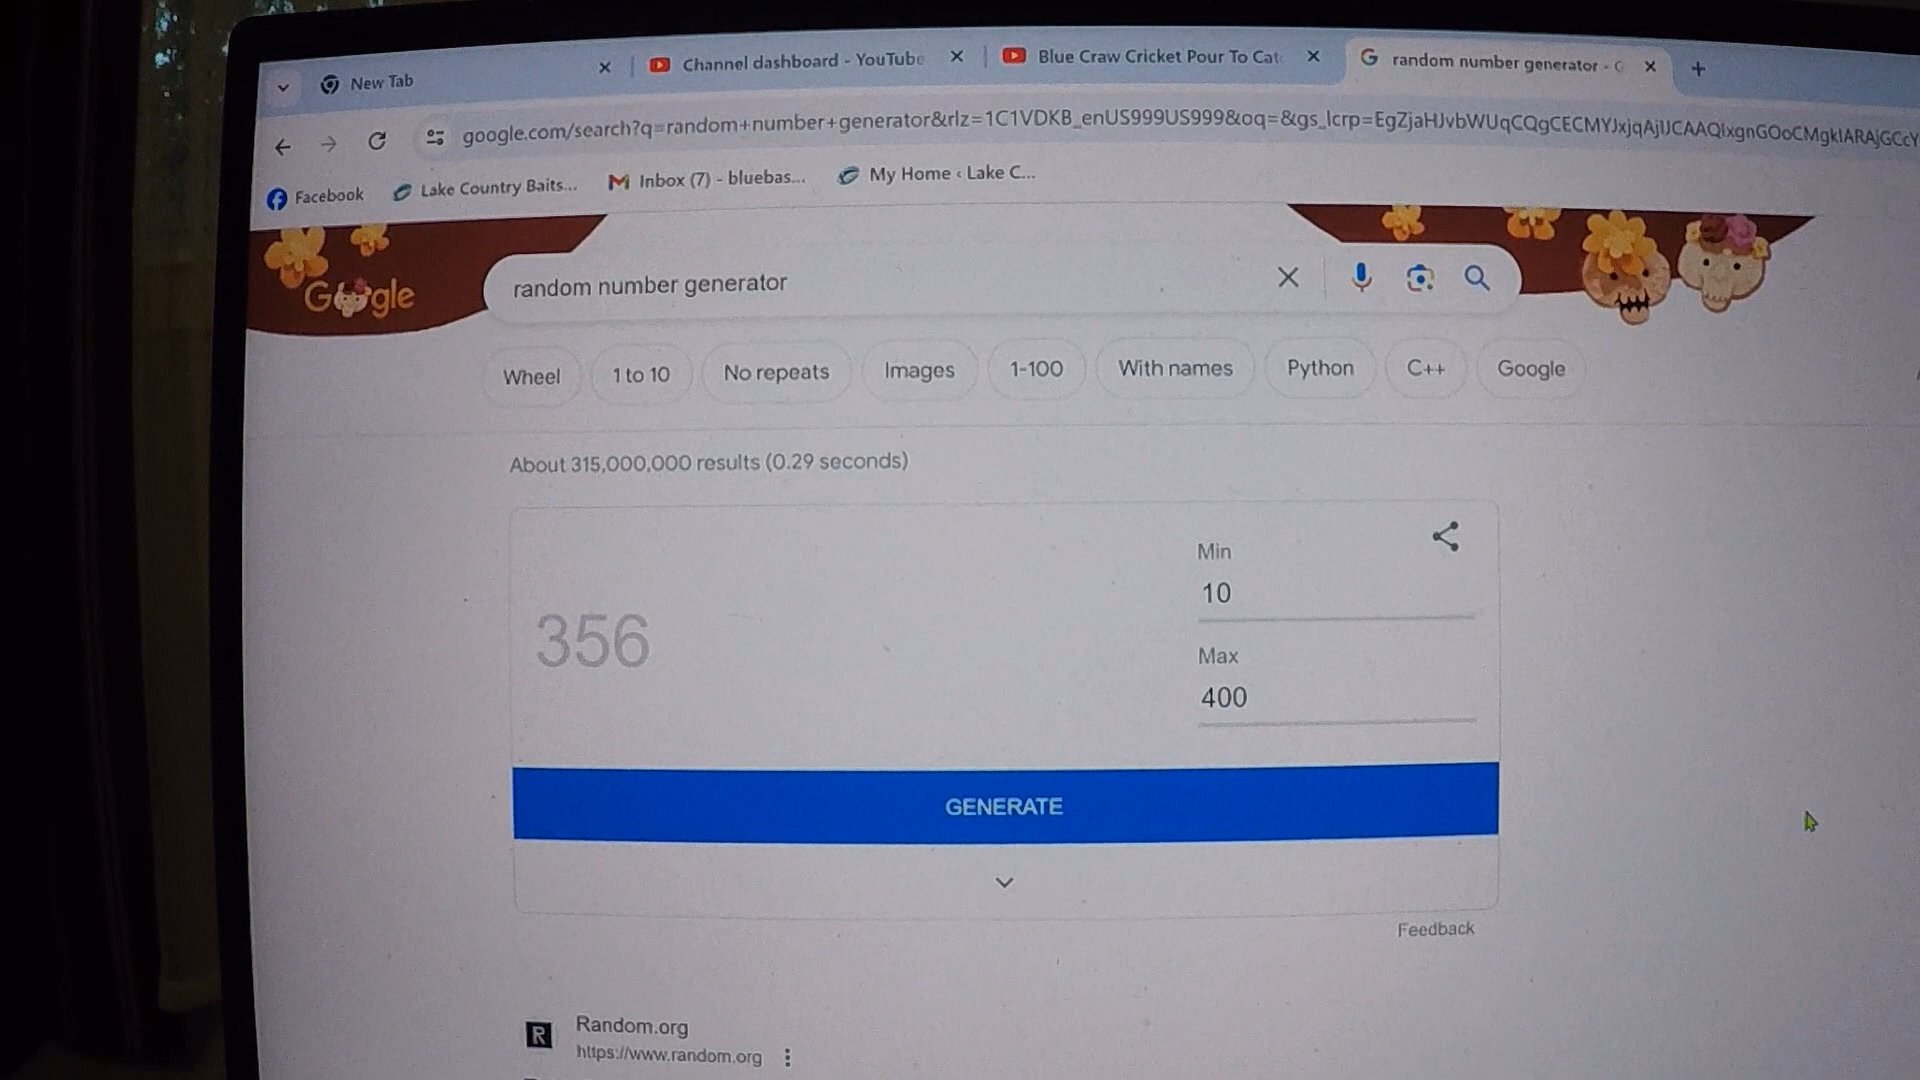 New Tab
Channel dashboard - YouTube
Blue Craw Cricket Pour To Cat
random number generator - G
google.com/search?q=random+number+generator&rlz=1C1VDKB_enUS999US999&oq=&gs_lcrp=
Facebook
Lake Country Baits...
Inbox (7) - bluebas...
My Home ‹ Lake C...
Google
random number generator
Wheel
1 to 10
No repeats
Images
1-100
With names
Python
C++
Google
About 315,000,000 results (0.29 seconds)
Min
10
356
Max
400
GENERATE
Feedback
R
Random.org
https://www.random.org